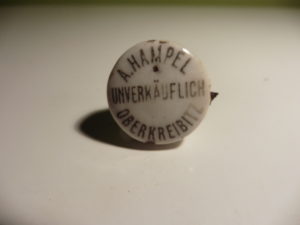 A. HAMPEL
UNVERKÄUFLICH
OBERKREIBITZ